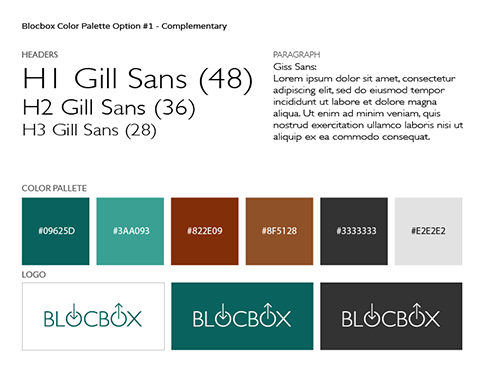 Blocbox Color Palette Option #1 - Complementary
HEADERS
H1 Gill Sans (48)
H2 Gill Sans (36)
H3 Gill Sans (28)
PARAGRAPH
Giss Sans:
Lorem ipsum dolor sit amet, consectetur
adipiscing elit, sed do eiusmod tempor
incididunt ut labore et dolore magna
aliqua. Ut enim ad minim veniam, quis
nostrud exercitation ullamco laboris nisi ut
aliquip ex ea commodo consequat.
COLOR PALLETE
#09625D #3AA093 #822E09 #8F5128 #3333333 #E2E2E2
LOGO
BLOCBOX BLOCBOX BLOCBOX